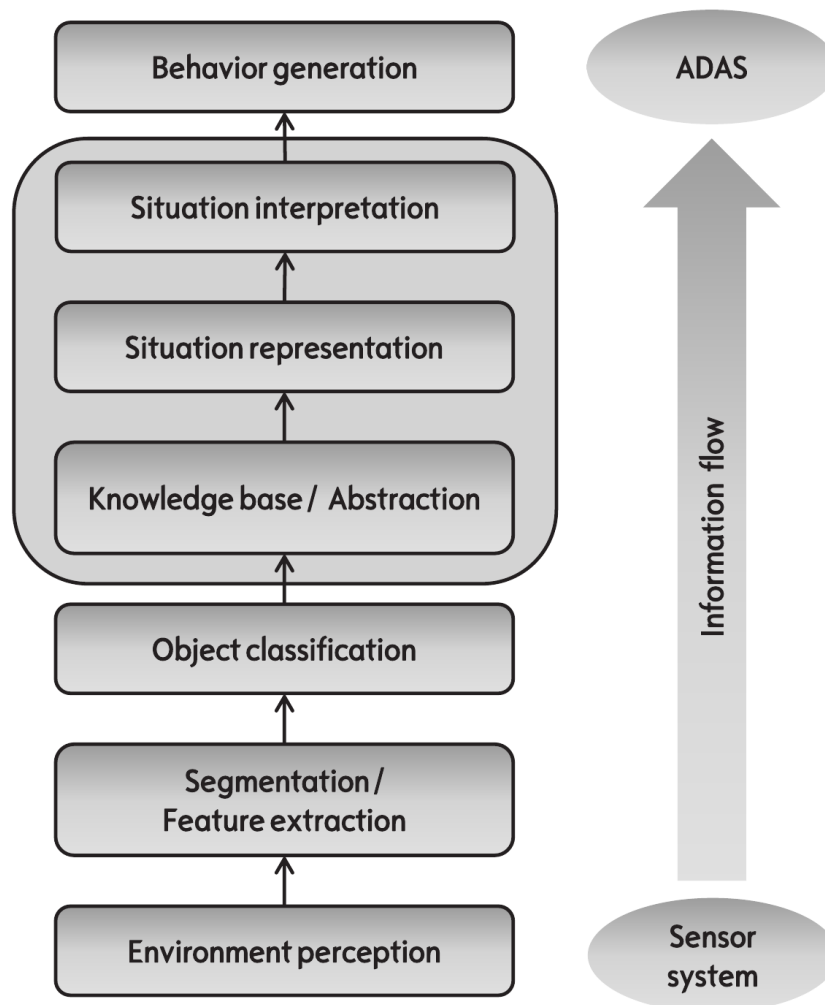 Behavior generation
ADAS
Situation interpretation
Situation representation
Knowledge base / Abstraction
Information flow
Object classification
Segmentation /
Feature extraction
Environment perception
Sensor
system